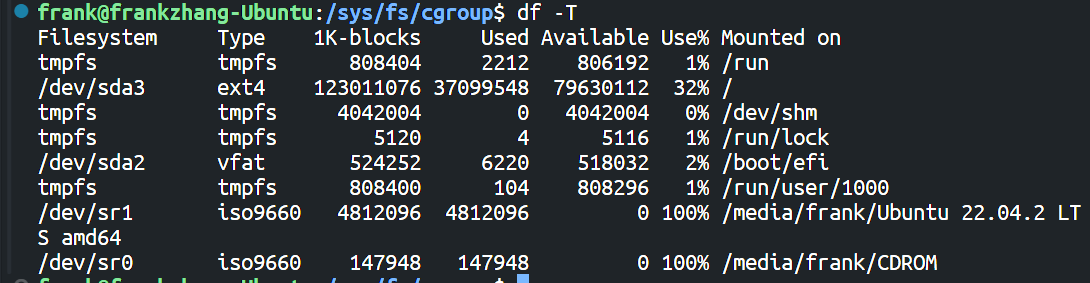 frank@frankzhang-Ubuntu:/sys/fs/cgroup$ df -T
Filesystem     Type    1K-blocks     Used Available Use% Mounted on
tmpfs          tmpfs      808404     2212    806192   1% /run
/dev/sda3      ext4    123011076 37099548  79630112  32% /
tmpfs          tmpfs     4042004        0   4042004   0% /dev/shm
tmpfs          tmpfs        5120        4      5116   1% /run/lock
/dev/sda2      vfat       524252     6220    518032   2% /boot/efi
tmpfs          tmpfs      808400      104    808296   1% /run/user/1000
/dev/sr1       iso9660   4812096  4812096         0 100% /media/frank/Ubuntu 22.04.2 LT
S amd64
/dev/sr0       iso9660    147948   147948         0 100% /media/frank/CDROM